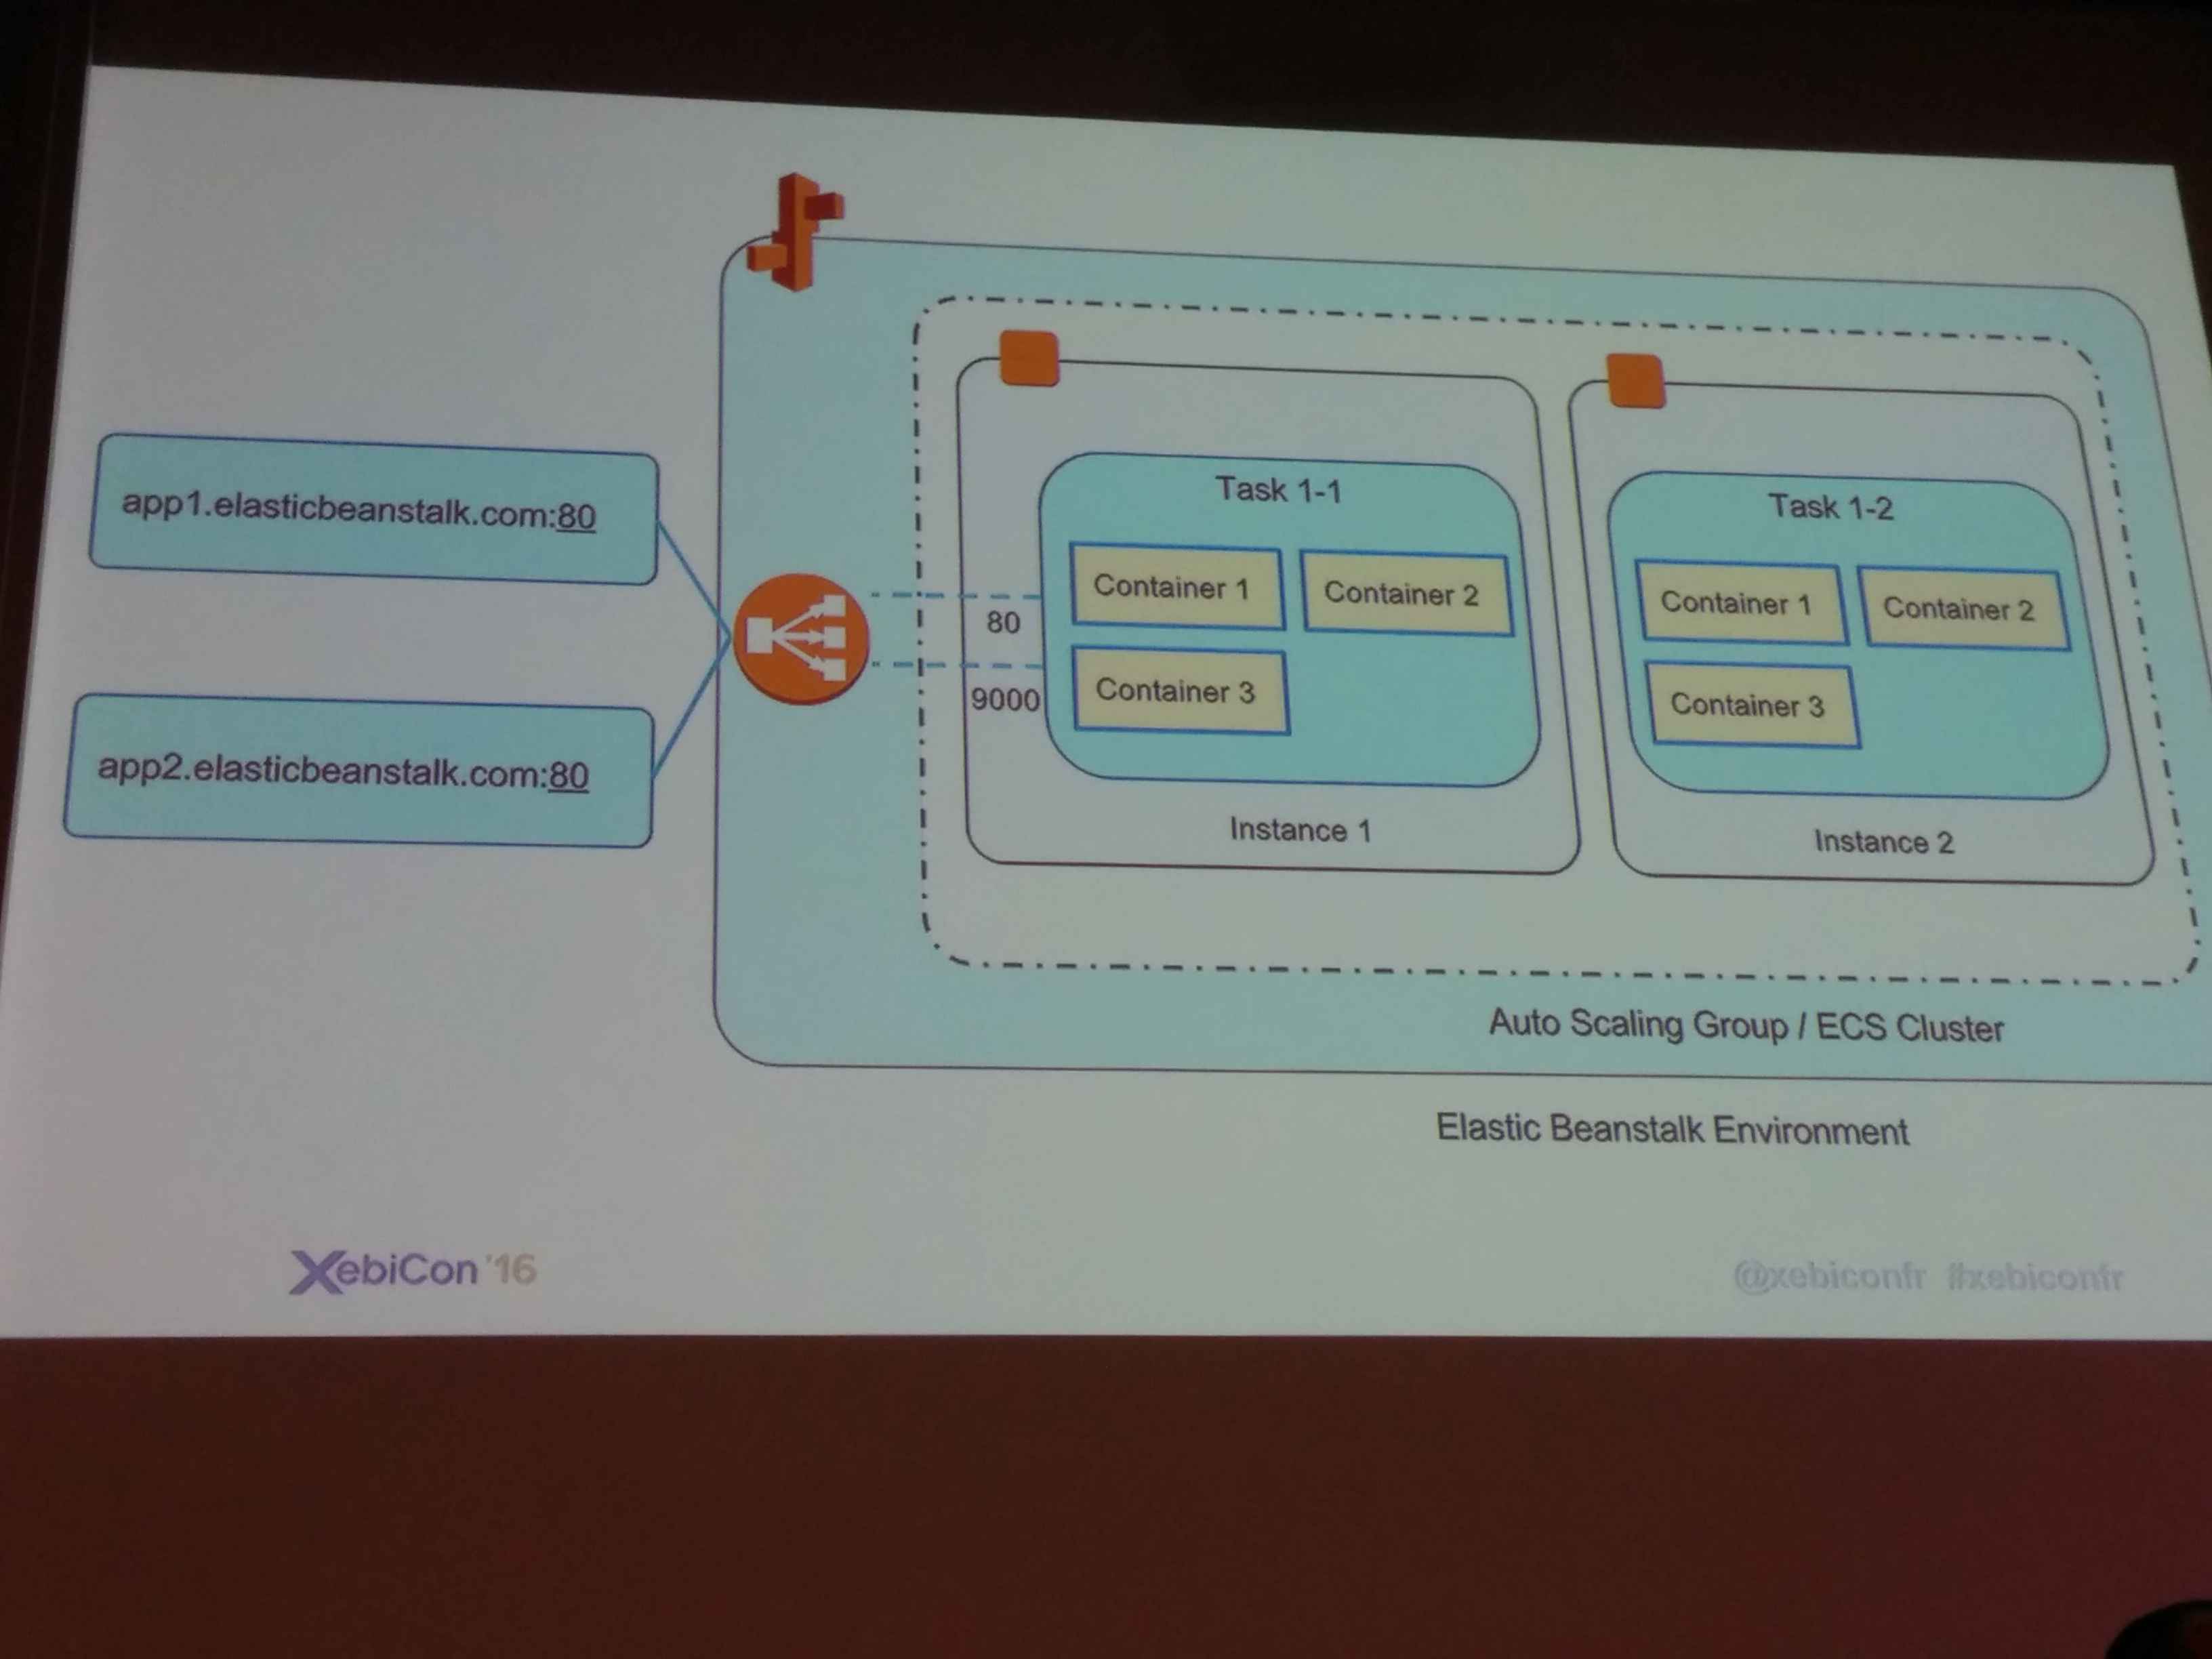 app1.elasticbeanstalk.com:80
app2.elasticbeanstalk.com:80
80
9000
Task 1-1
Container 1
Container 2
Container 3
Instance 1
Task 1-2
Container 1
Container 2
Container 3
Instance 2
Auto Scaling Group / ECS Cluster
Elastic Beanstalk Environment
XebiCon '16
@xebiconfr #xebiconfr